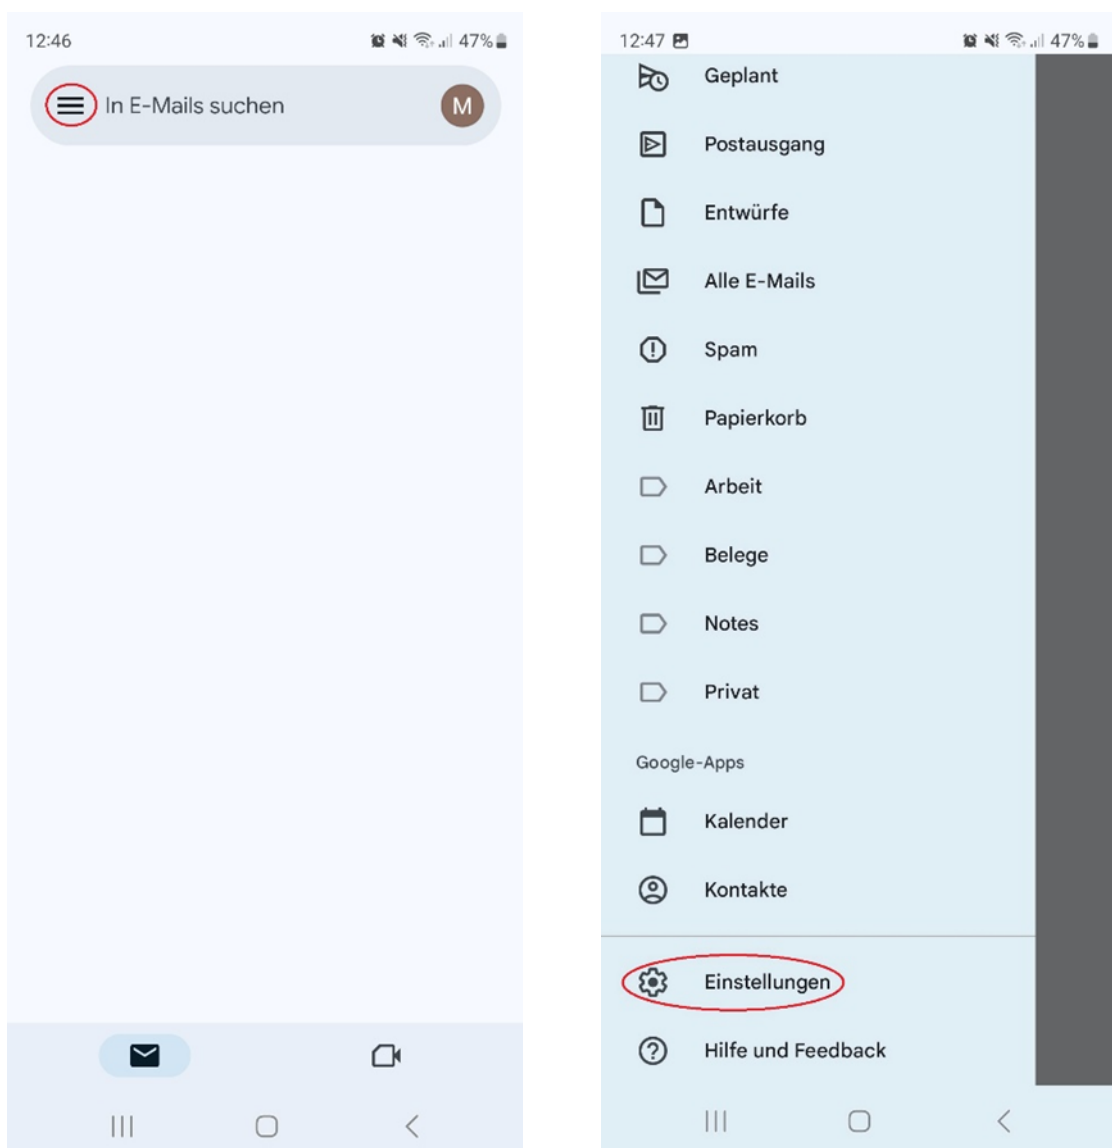 12:46
47%
In E-Mails suchen
M
12:47
47%
Geplant
Postausgang
Entwürfe
Alle E-Mails
Spam
Papierkorb
Arbeit
Belege
Notes
Privat
Google-Apps
Kalender
Kontakte
Einstellungen
Hilfe und Feedback